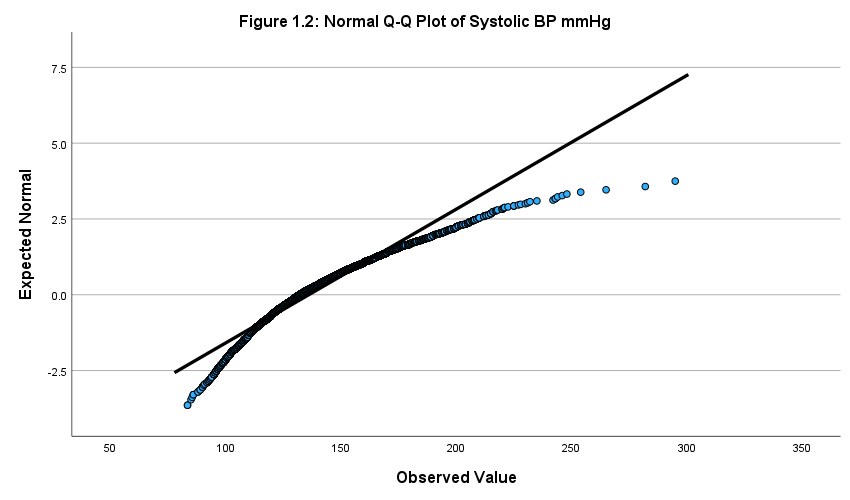 Figure 1.2: Normal Q-Q Plot of Systolic BP mmHg
7.5
5.0
2.5
0.0
-2.5
Expected Normal
50 100 150 200 250 300 350
Observed Value